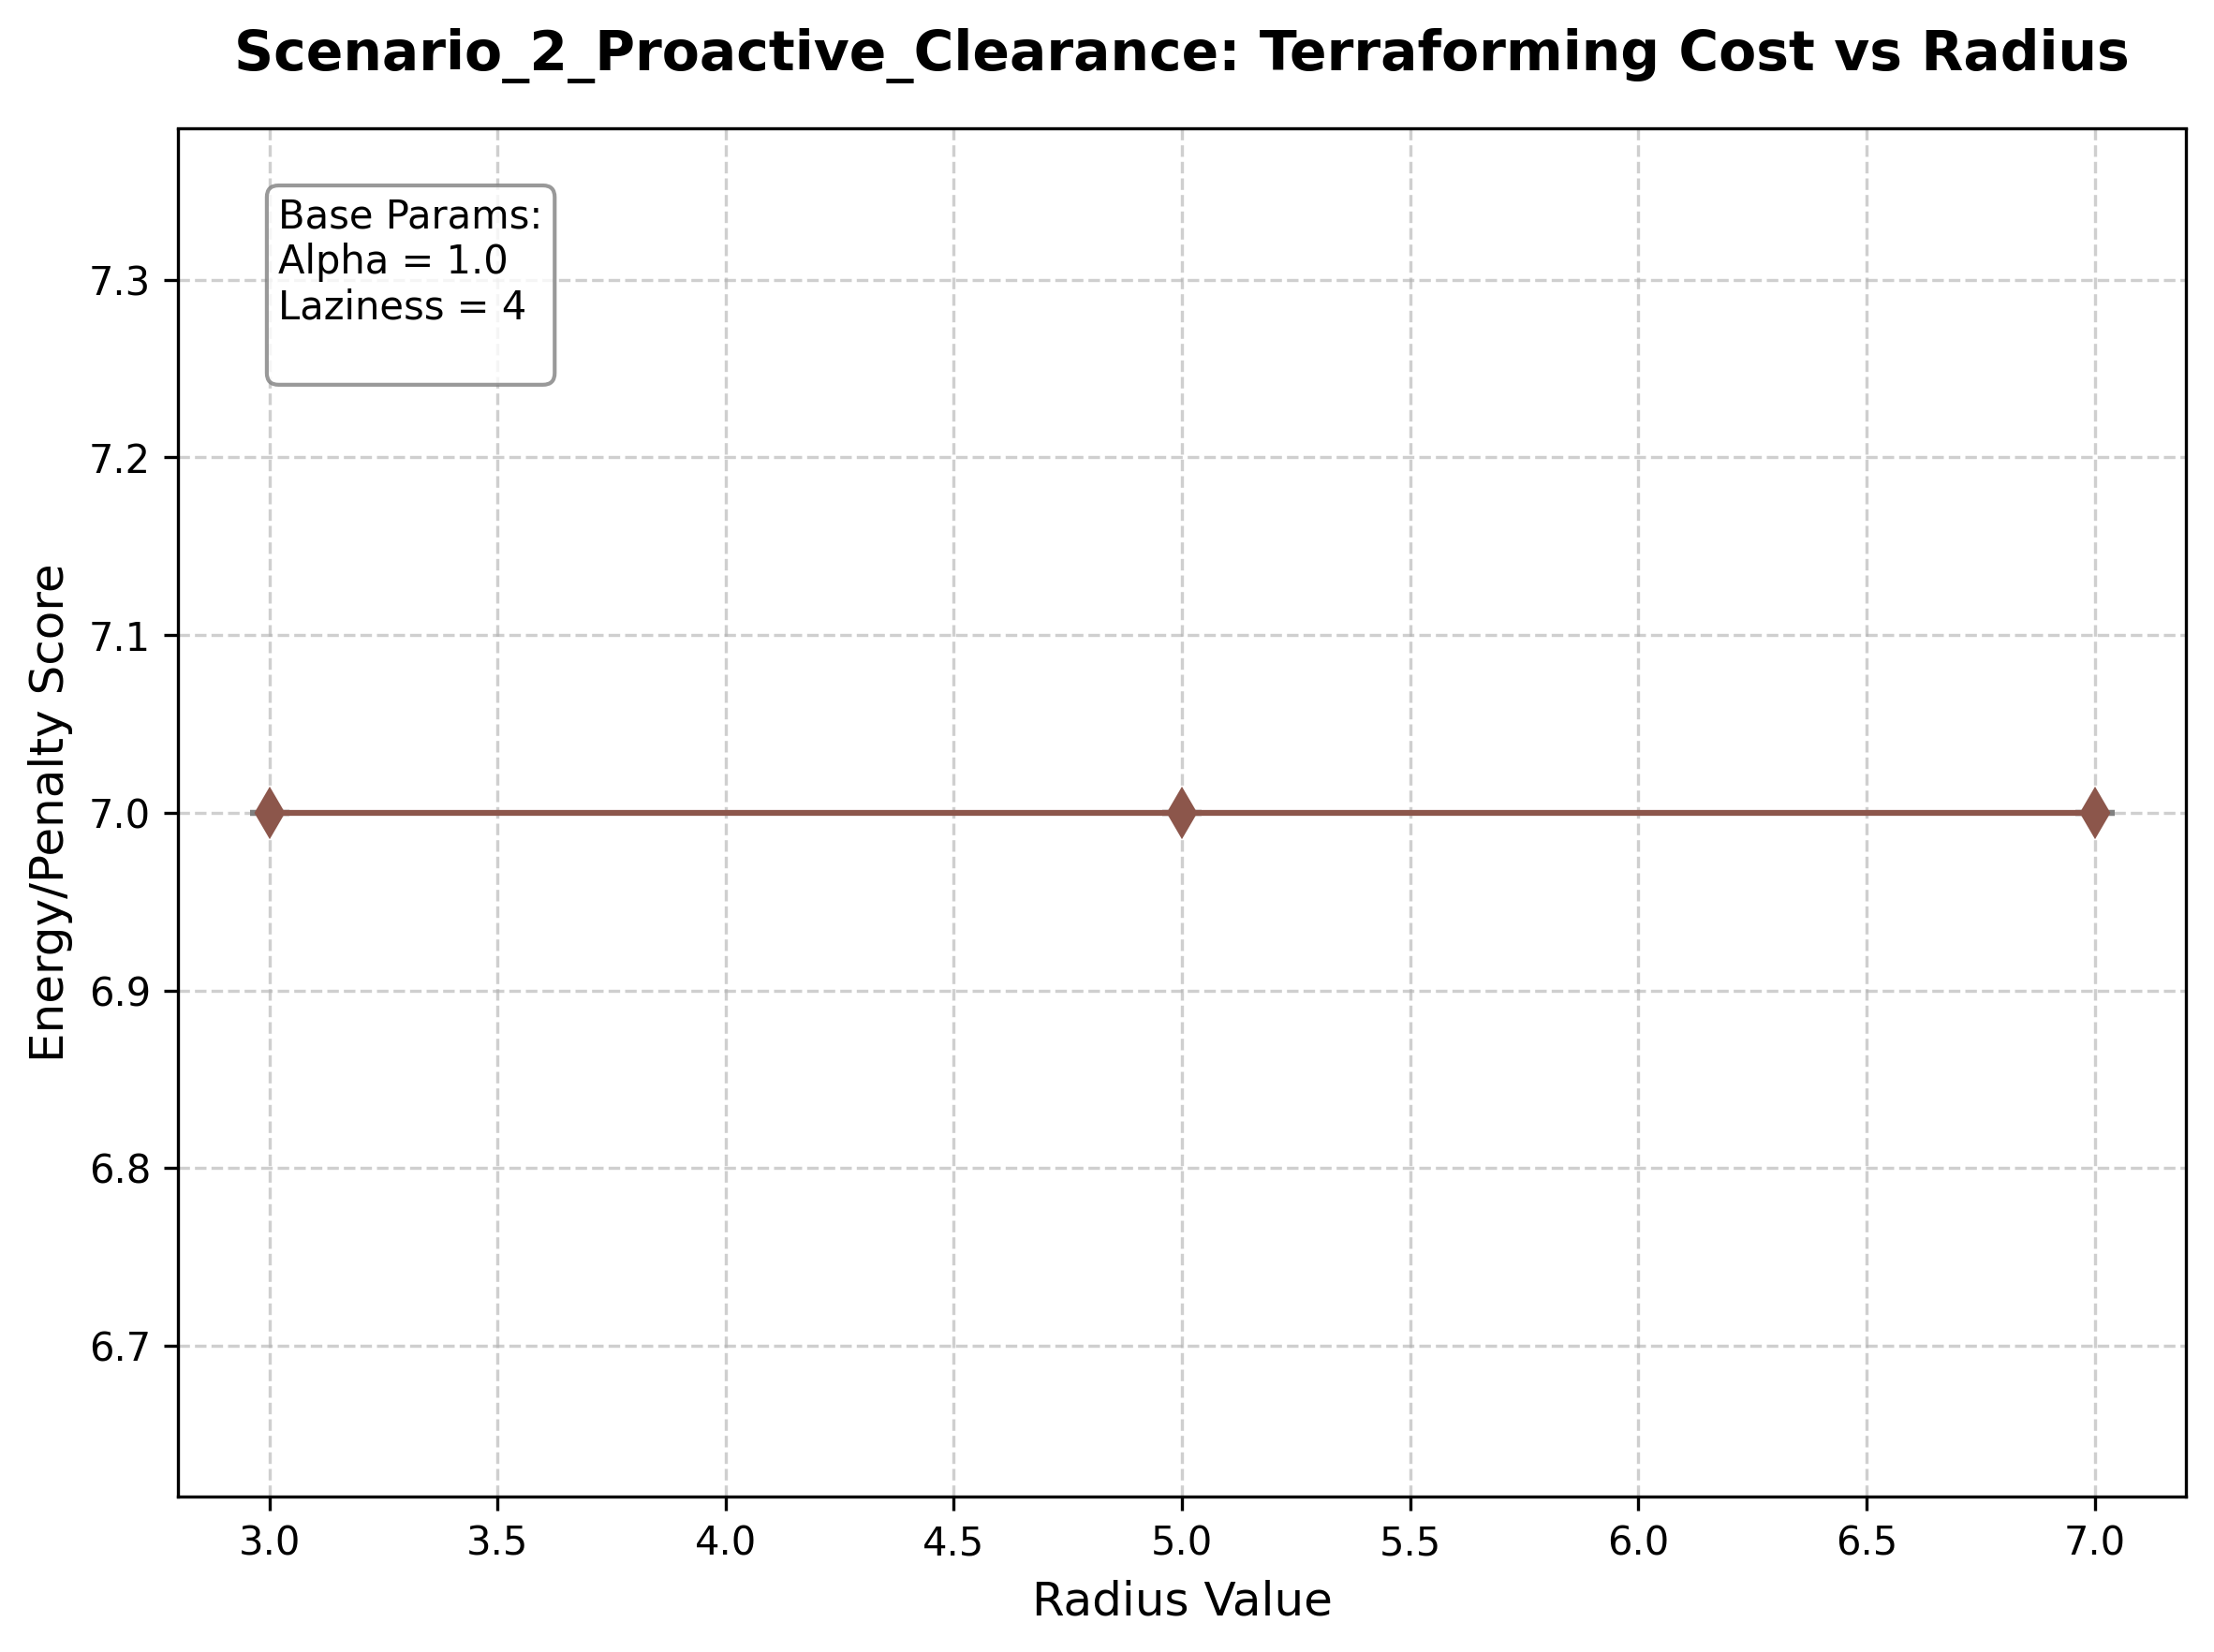 Scenario_2_Proactive_Clearance: Terraforming Cost vs Radius
Base Params:
Alpha = 1.0
Laziness = 4
7.3
7.2
7.1
7.0
6.9
6.8
6.7
Energy/Penalty Score
3.0 3.5 4.0 4.5 5.0 5.5 6.0 6.5 7.0
Radius Value